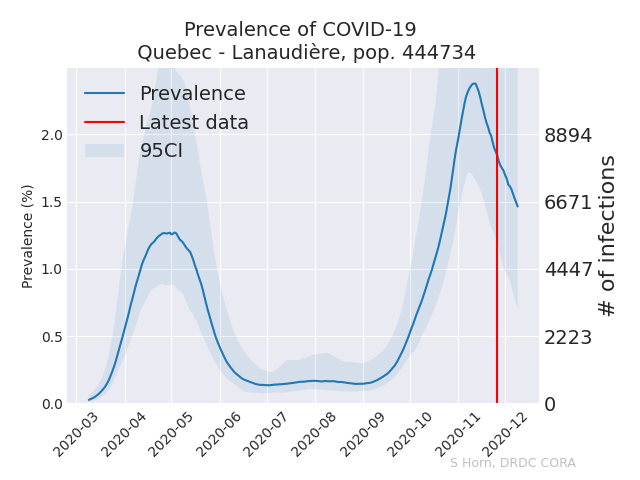 Prevalence of COVID-19
Quebec - Lanaudière, pop. 444734
Prevalence
Latest data
95CI
Prevalence (%)
2.0
1.5
1.0
0.5
0.0
8894
6671
4447
2223
0
# of infections
2020-03
2020-04
2020-05
2020-06
2020-07
2020-08
2020-09
2020-10
2020-11
2020-12
S Horn, DRDC CORA